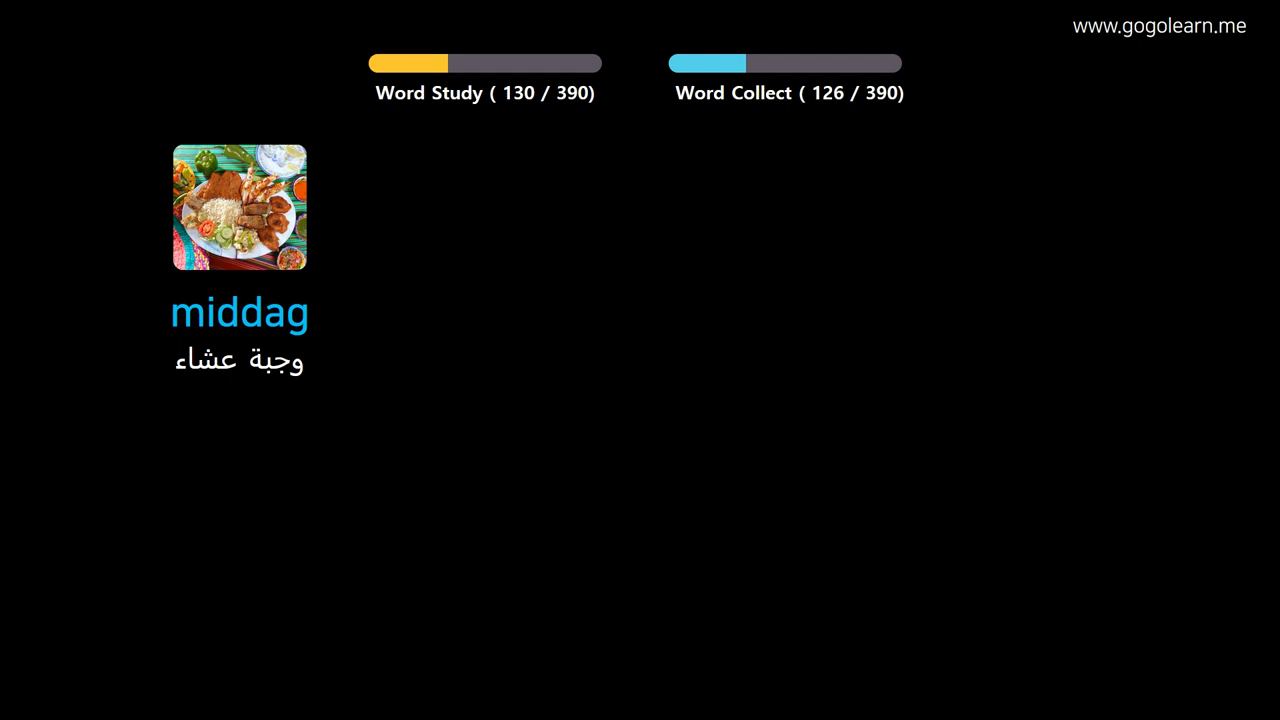 www.gogolearn.me
Word Study ( 130 / 390)
Word Collect ( 126 / 390)
middag
وجبة عشاء